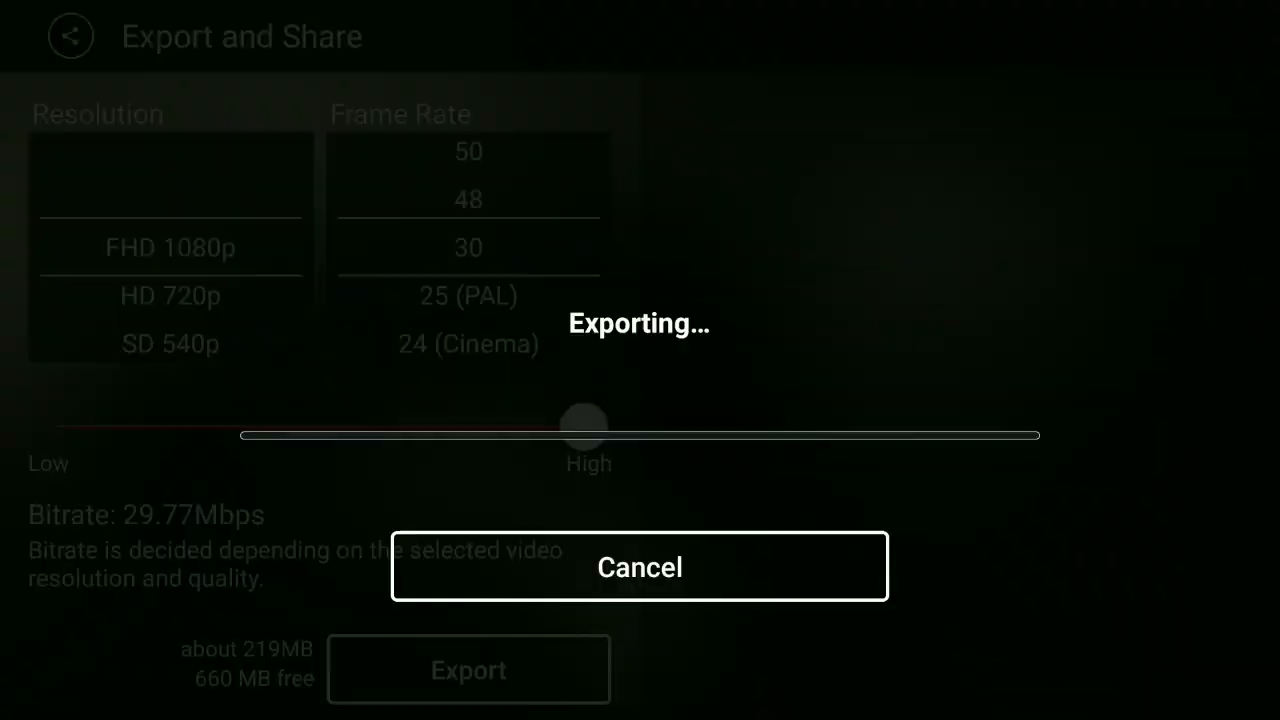 Export and Share
Resolution
Frame Rate
50
48
FHD 1080p
30
HD 720p
25 (PAL)
SD 540p
24 (Cinema)
Exporting...
Low
High
Bitrate: 29.77Mbps
Bitrate is decided depending on the selected video
resolution and quality.
Cancel
about 219MB
660 MB free
Export